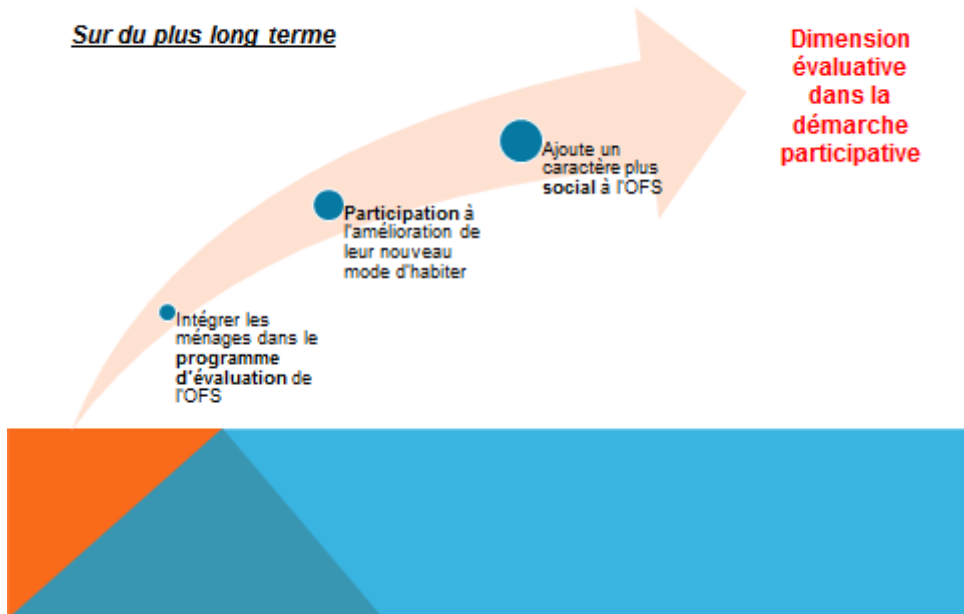 Sur du plus long terme
Dimension
évaluative
dans la
démarche
participative
Ajoute un
caractère plus
social à l'OFS
Participation à
l'amélioration de
leur nouveau
mode d'habiter
Intégrer les
ménages dans le
programme
d'évaluation de
l'OFS